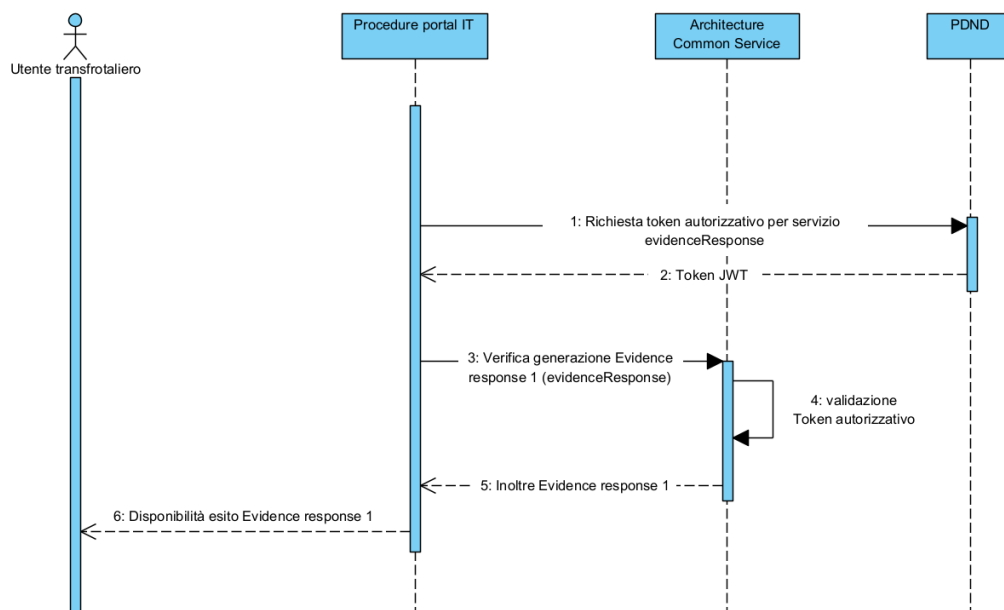 Procedure portal IT
Architecture
Common Service
PDND
Utente transfrotaliero
1: Richiesta token autorizzativo per servizio
evidenceResponse
2: Token JWT
3: Verifica generazione Evidence
response 1 (evidenceResponse)
4: validazione
Token autorizzativo
5: Inoltre Evidence response 1
6: Disponibilità esito Evidence response 1